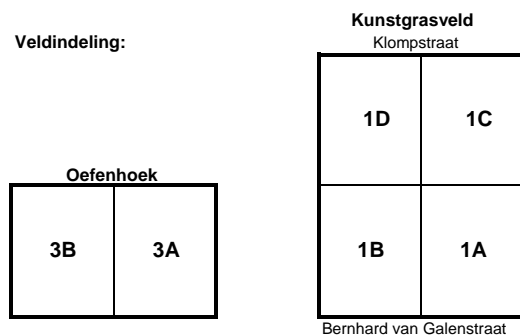 Kunstgrasveld
Veldindeling:
Klompstraat
1D 1C
Oefenhoek
3B 3A
1B 1A
Bernhard van Galenstraat